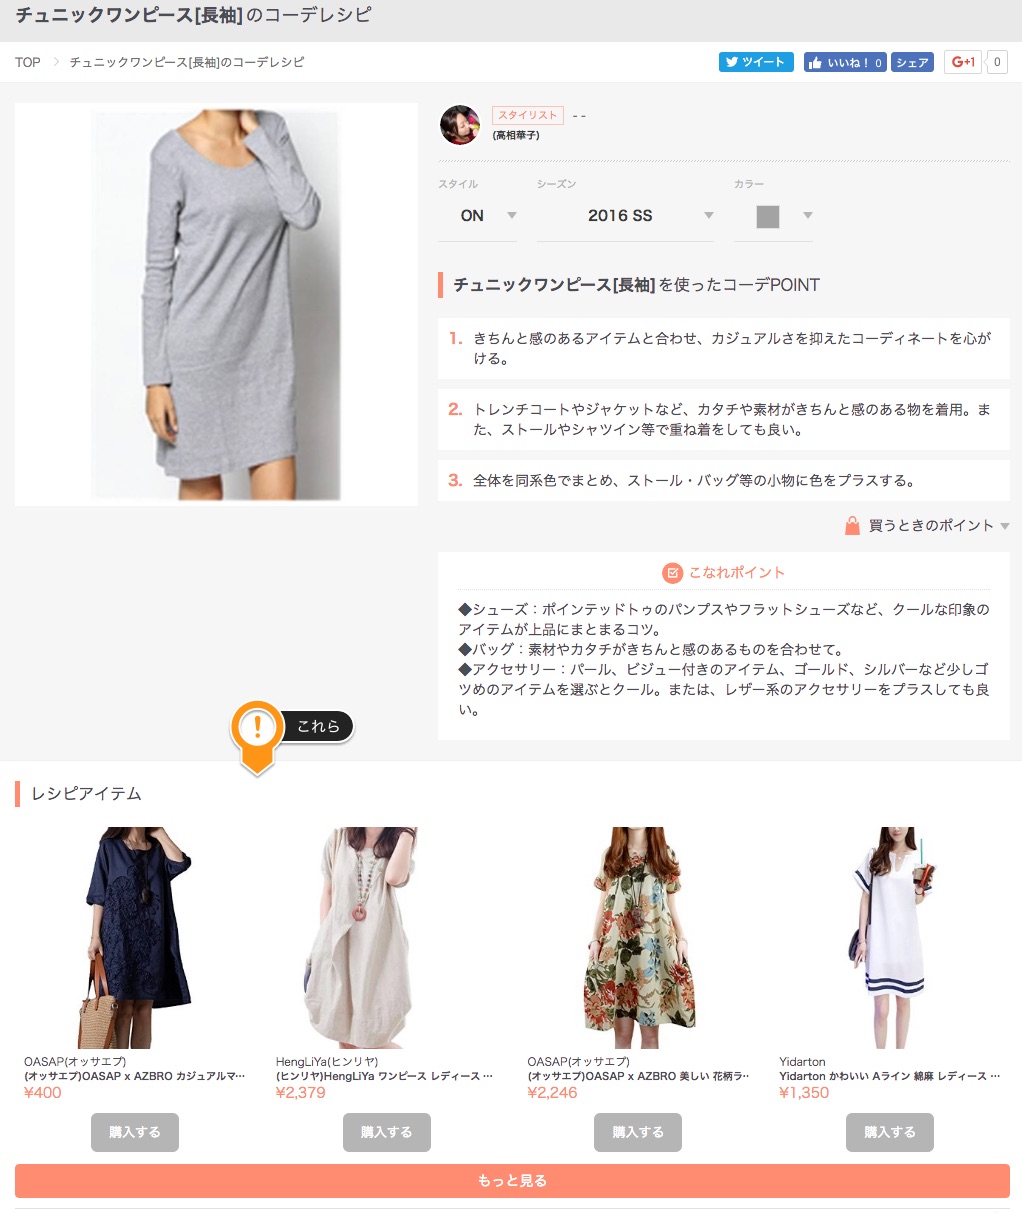 チュニックワンピース[長袖]のコーデレシピ
TOP > チュニックワンピース[長袖]のコーデレシピ
ツイート
いいね！ 0
シェア
G+1
0
スタイリスト - -
(高相華子)
スタイル シーズン カラー
ON 2016 SS
チュニックワンピース[長袖]を使ったコーデPOINT
1. きちんと感のあるアイテムと合わせ、カジュアルさを抑えたコーディネートを心が
ける。
2. トレンチコートやジャケットなど、カタチや素材がきちんと感のある物を着用。ま
た、ストールやシャツイン等で重ね着をしても良い。
3. 全体を同系色でまとめ、ストール・バッグ等の小物に色をプラスする。
買うときのポイント
こなれポイント
◆シューズ：ポインテッドトゥのパンプスやフラットシューズなど、クールな印象の
アイテムが上品にまとまるコツ。
◆バッグ：素材やカタチがきちんと感のあるものを合わせて。
◆アクセサリー：パール、ビジュー付きのアイテム、ゴールド、シルバーなど少しゴ
ツめのアイテムを選ぶとクール。または、レザー系のアクセサリーをプラスしても良
い。
! これら
レシピアイテム
OASAP(オッサエプ)
(オッサエプ)OASAP x AZBRO カジュアルマ…
¥400
購入する
HengLiYa(ヒンリヤ)
(ヒンリヤ)HengLiYa ワンピース レディース …
¥2,379
購入する
OASAP(オッサエプ)
(オッサエプ)OASAP x AZBRO 美しい 花柄ラ…
¥2,246
購入する
Yidarton
Yidarton かわいい Aライン 綿麻 レディース …
¥1,350
購入する
もっと見る